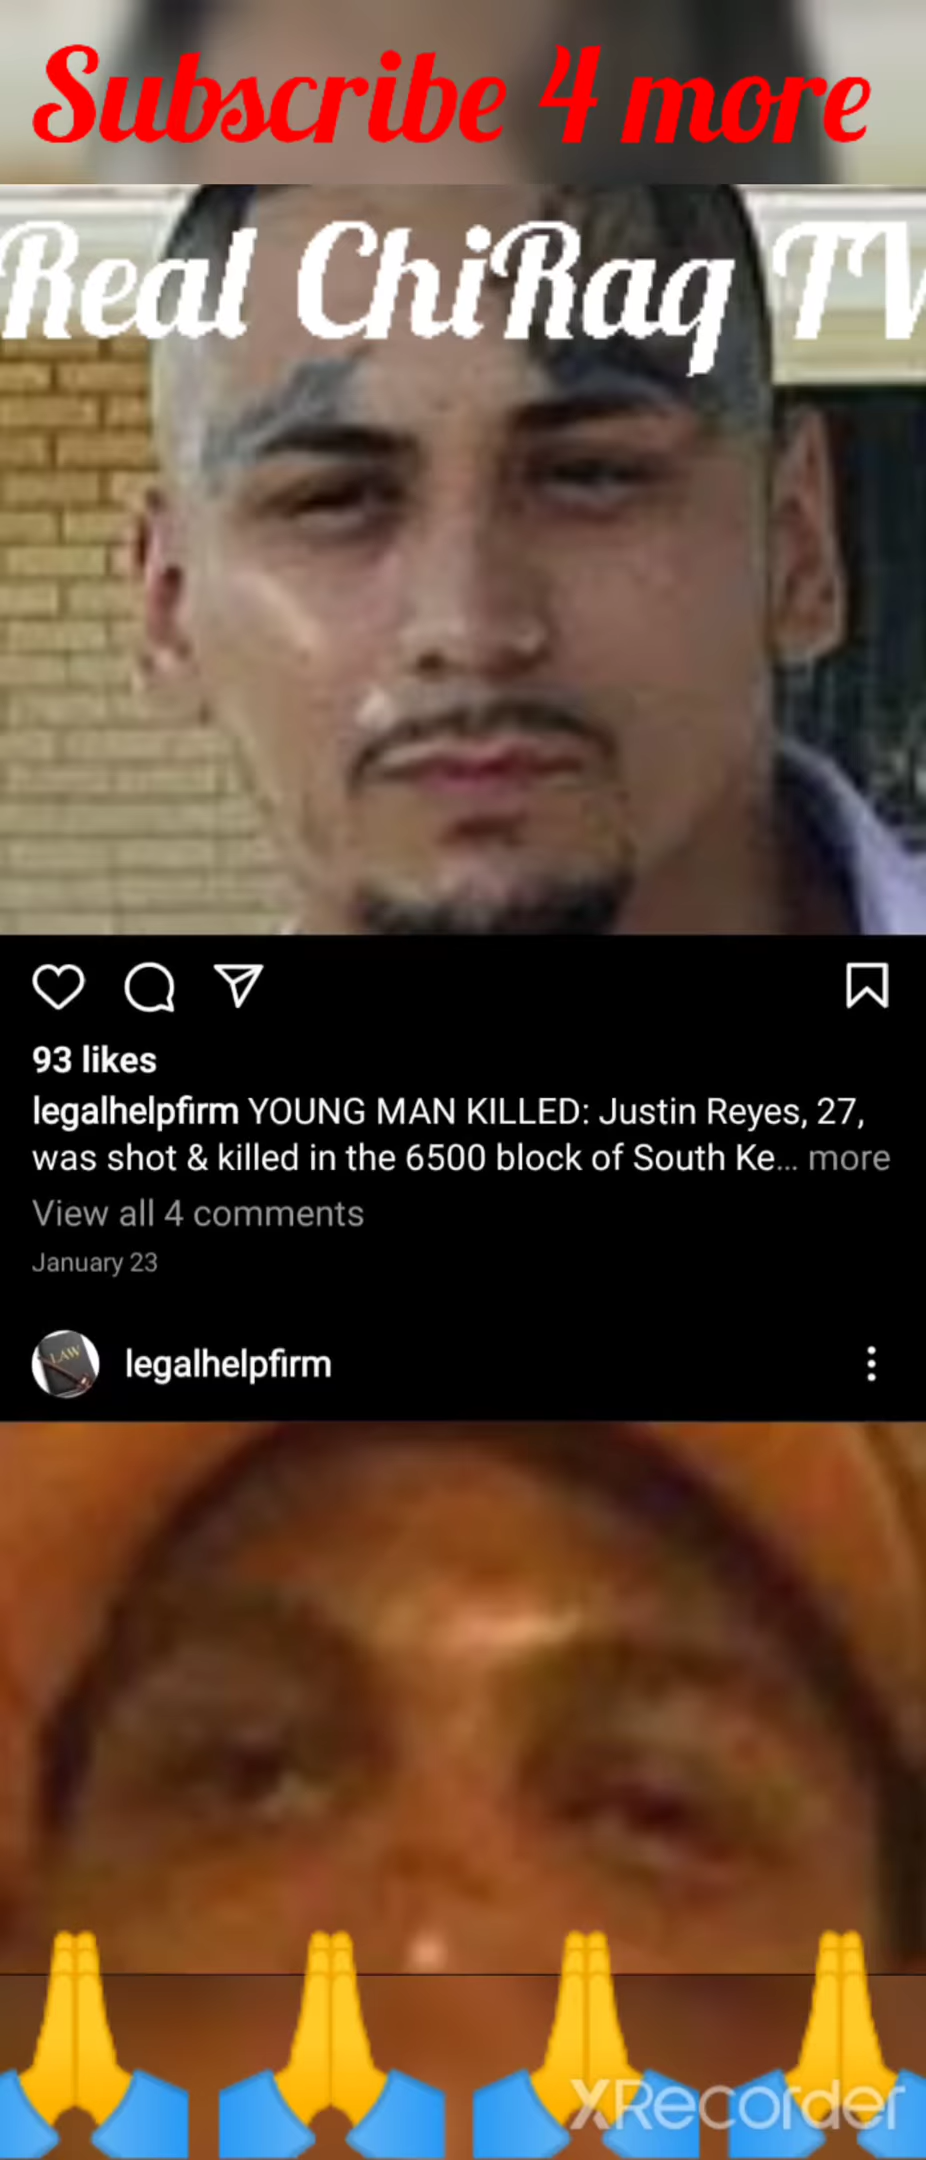 Subscribe 4 more
Real ChiRaq TV
93 likes
legalhelpfirm YOUNG MAN KILLED: Justin Reyes, 27,
was shot & killed in the 6500 block of South Ke... more
View all 4 comments
January 23
LAW
legalhelpfirm
XRecorder